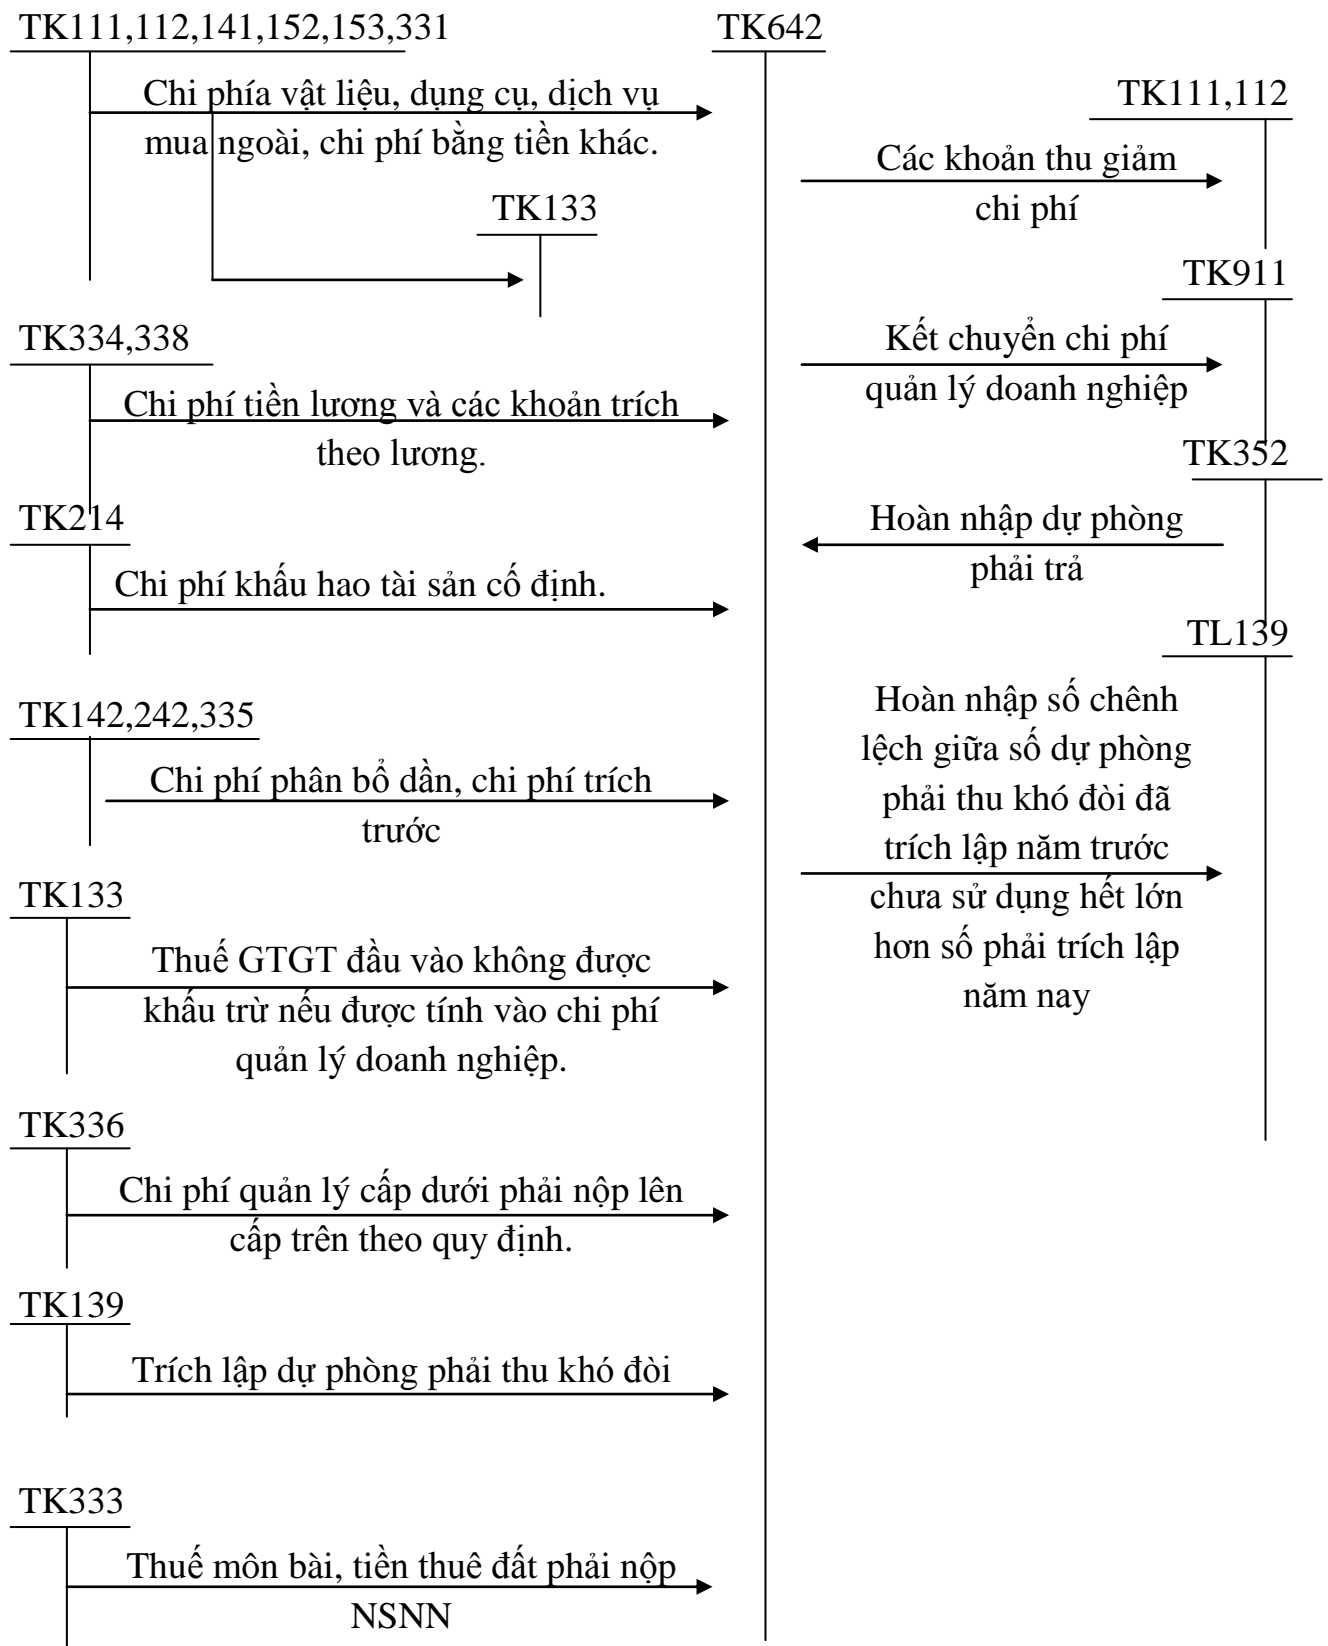 TK111,112,141,152,153,331
Chi phía vật liệu, dụng cụ, dịch vụ
mua ngoài, chi phí bằng tiền khác.
TK133
TK334,338
Chi phí tiền lương và các khoản trích
theo lương.
TK214
Chi phí khấu hao tài sản cố định.
TK142,242,335
Chi phí phân bổ dần, chi phí trích
trước
TK133
Thuế GTGT đầu vào không được
khấu trừ nếu được tính vào chi phí
quản lý doanh nghiệp.
TK336
Chi phí quản lý cấp dưới phải nộp lên
cấp trên theo quy định.
TK139
Trích lập dự phòng phải thu khó đòi
TK333
Thuế môn bài, tiền thuê đất phải nộp
NSNN
TK642
TK111,112
Các khoản thu giảm
chi phí
TK911
Kết chuyển chi phí
quản lý doanh nghiệp
TK352
Hoàn nhập dự phòng
phải trả
TL139
Hoàn nhập số chênh
lệch giữa số dự phòng
phải thu khó đòi đã
trích lập năm trước
chưa sử dụng hết lớn
hơn số phải trích lập
năm nay